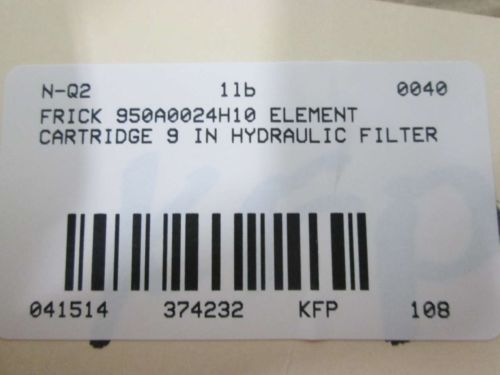 N-Q2 1lb 0040
FRICK 950A0024H10 ELEMENT
CARTRIDGE 9 IN HYDRAULIC FILTER
041514 374232 KFP 108